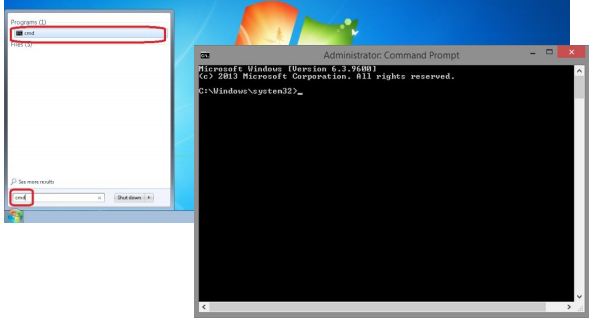 Programs (1)
cmd
Files (5)
See more results
cmd
Shut down
Administrator: Command Prompt
Microsoft Windows [Version 6.3.9600]
(c) 2013 Microsoft Corporation. All rights reserved.
C:\Windows\system32>_